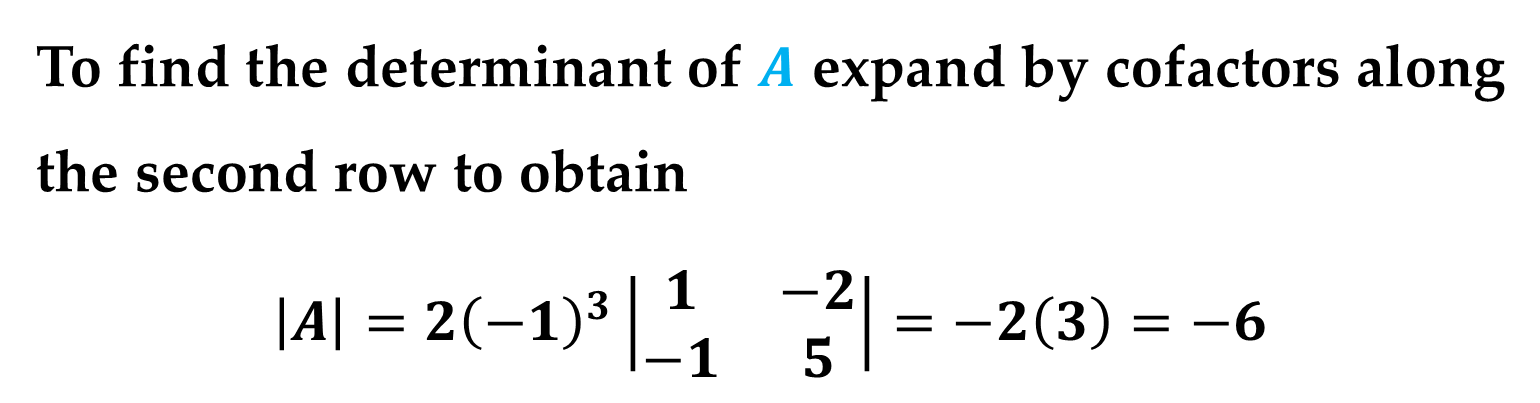 To find the determinant of A expand by cofactors along
the second row to obtain
|A| = 2(−1)³ |1 −2; −1 5| = −2(3) = −6